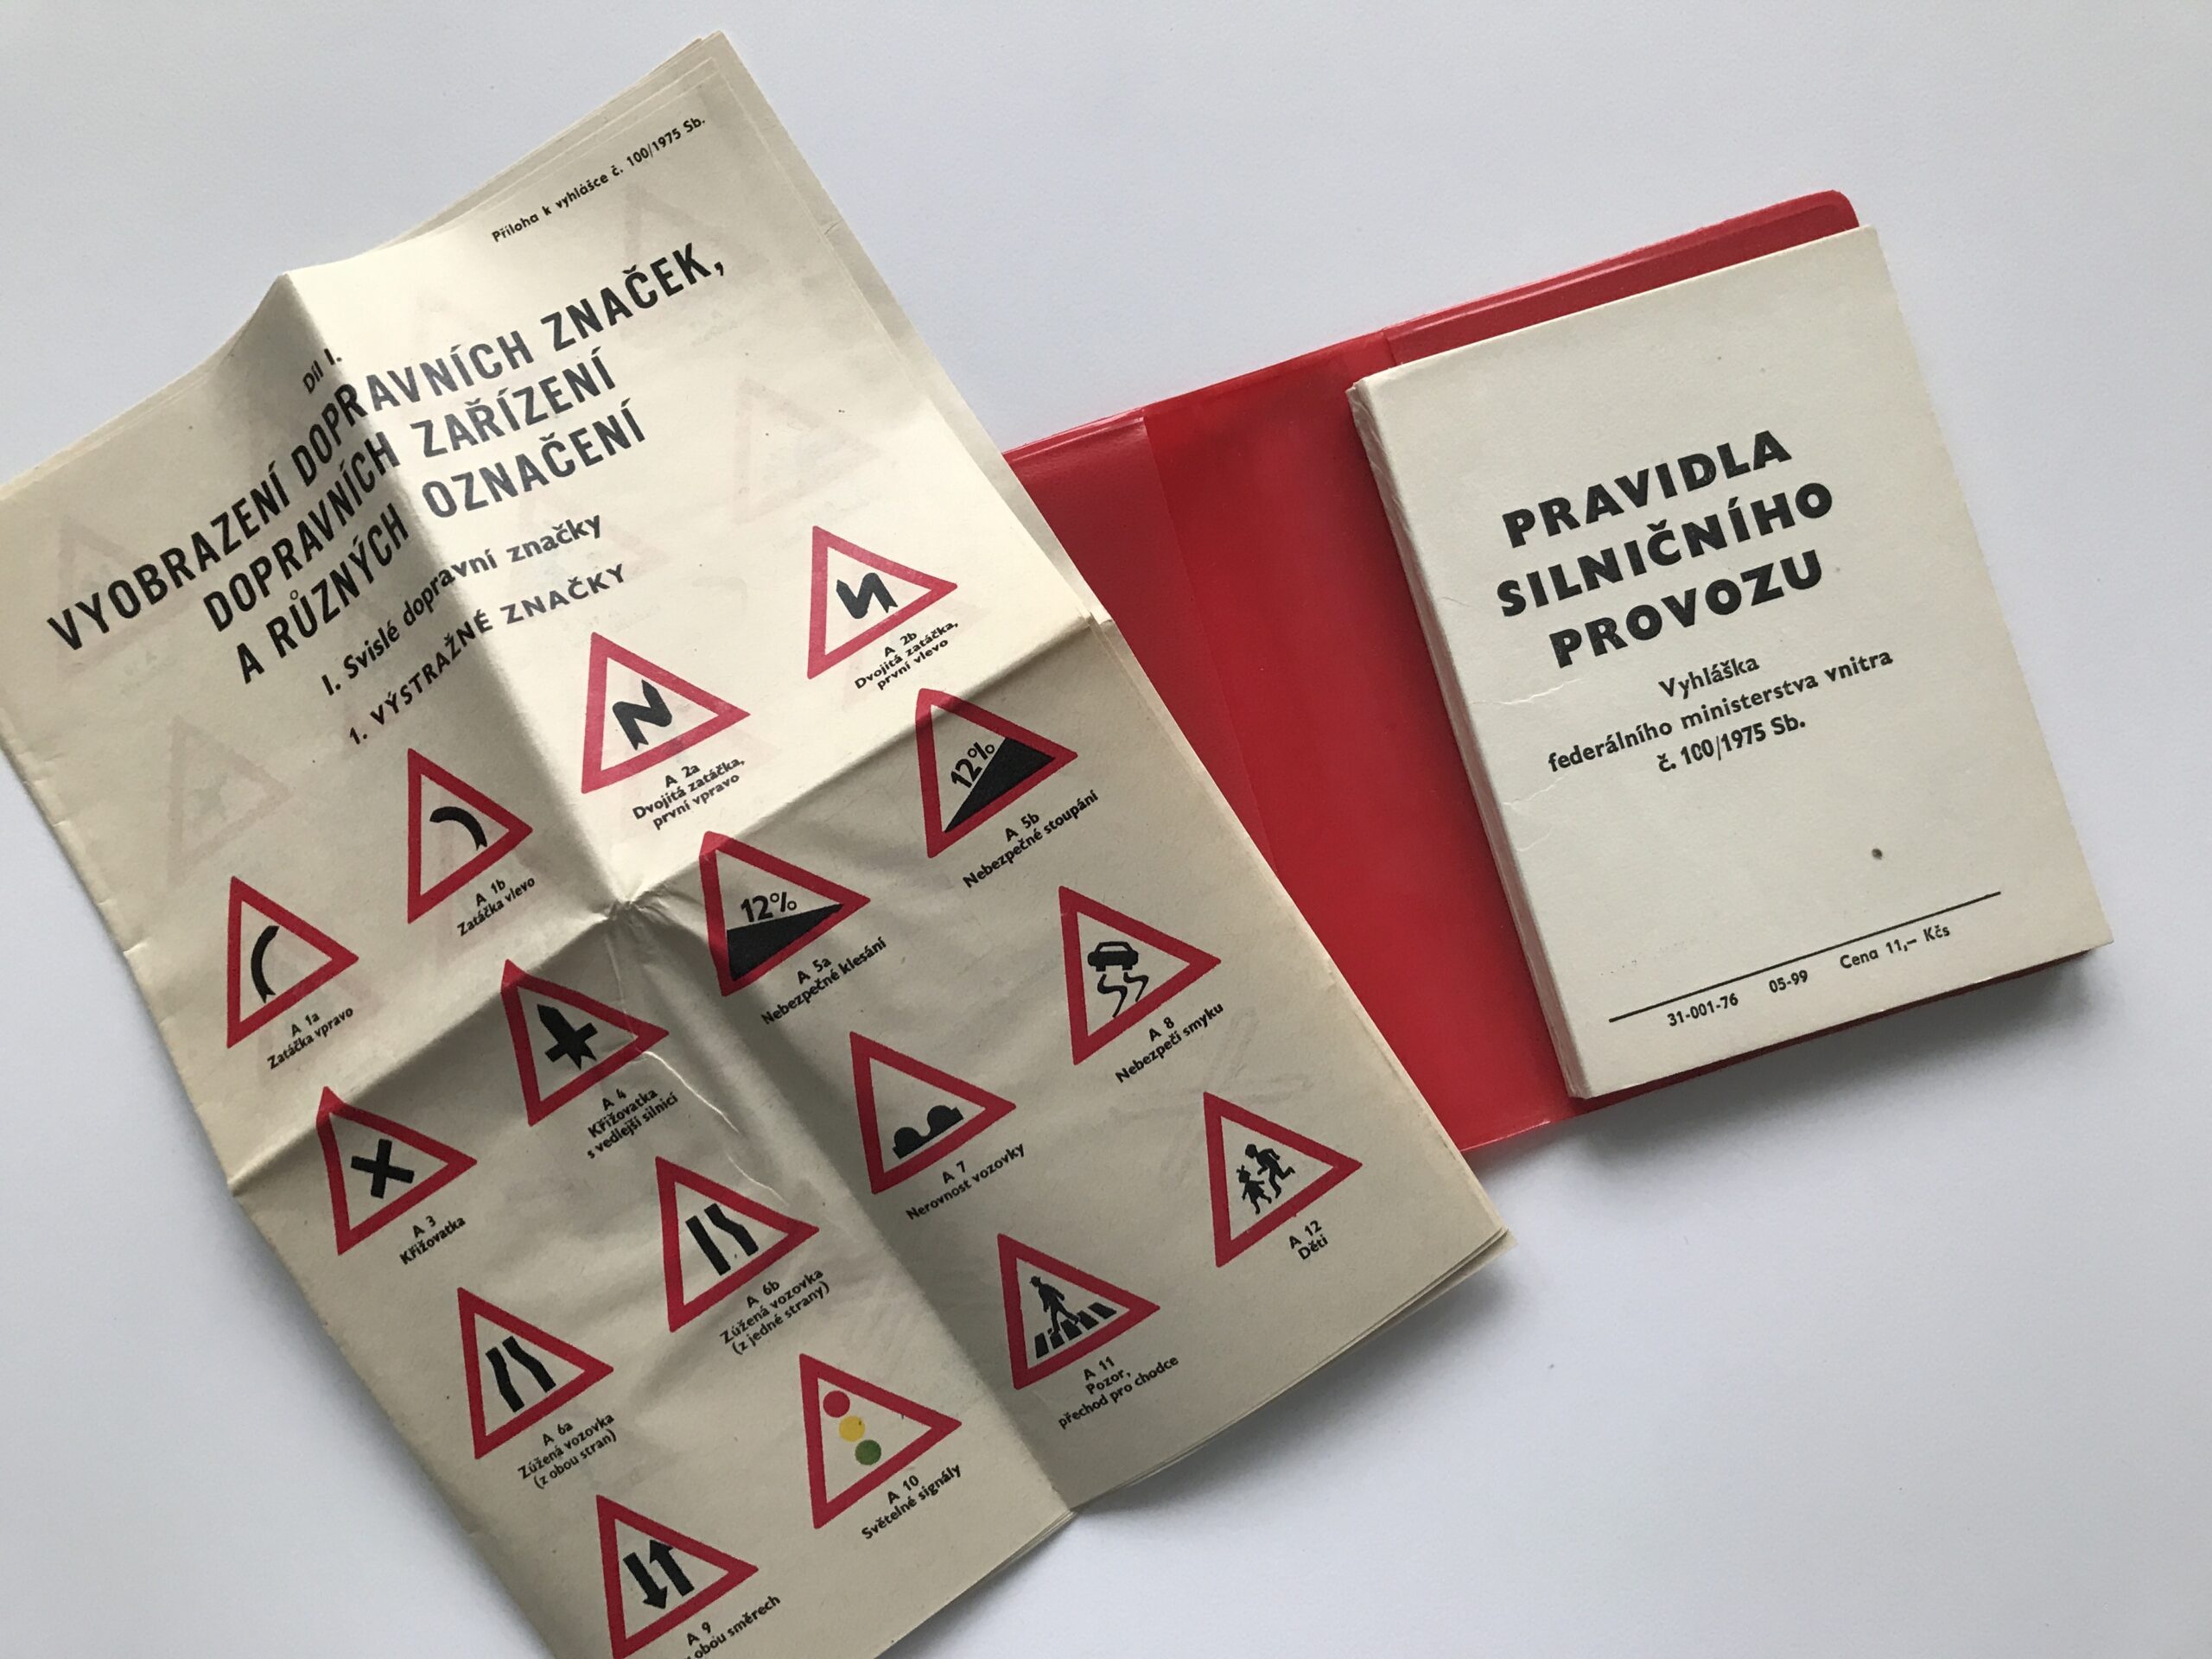 Příloha k vyhlášce č. 100/1975 Sb.
Díl I.
VYOBRAZENÍ DOPRAVNÍCH ZNAČEK,
DOPRAVNÍCH ZAŘÍZENÍ
A RŮZNÝCH OZNAČENÍ
I. Svislé dopravní značky
1. VÝSTRAŽNÉ ZNAČKY
A 1a
Zatáčka vpravo
A 1b
Zatáčka vlevo
A 2a
Dvojitá zatáčka,
první vpravo
A 2b
Dvojitá zatáčka,
první vlevo
A 3
Křižovatka
A 4
Křižovatka
s vedlejší silnicí
12%
A 5a
Nebezpečné klesání
12%
A 5b
Nebezpečné stoupání
A 6a
Zúžená vozovka
(z obou stran)
A 6b
Zúžená vozovka
(z jedné strany)
A 7
Nerovnost vozovky
A 8
Nebezpečí smyku
A 9
obou směrech
A 10
Světelné signály
A 11
Pozor,
přechod pro chodce
A 12
Děti
PRAVIDLA
SILNIČNÍHO
PROVOZU
Vyhláška
federálního ministerstva vnitra
č. 100/1975 Sb.
31-001-76 05-99 Cena 11,– Kčs